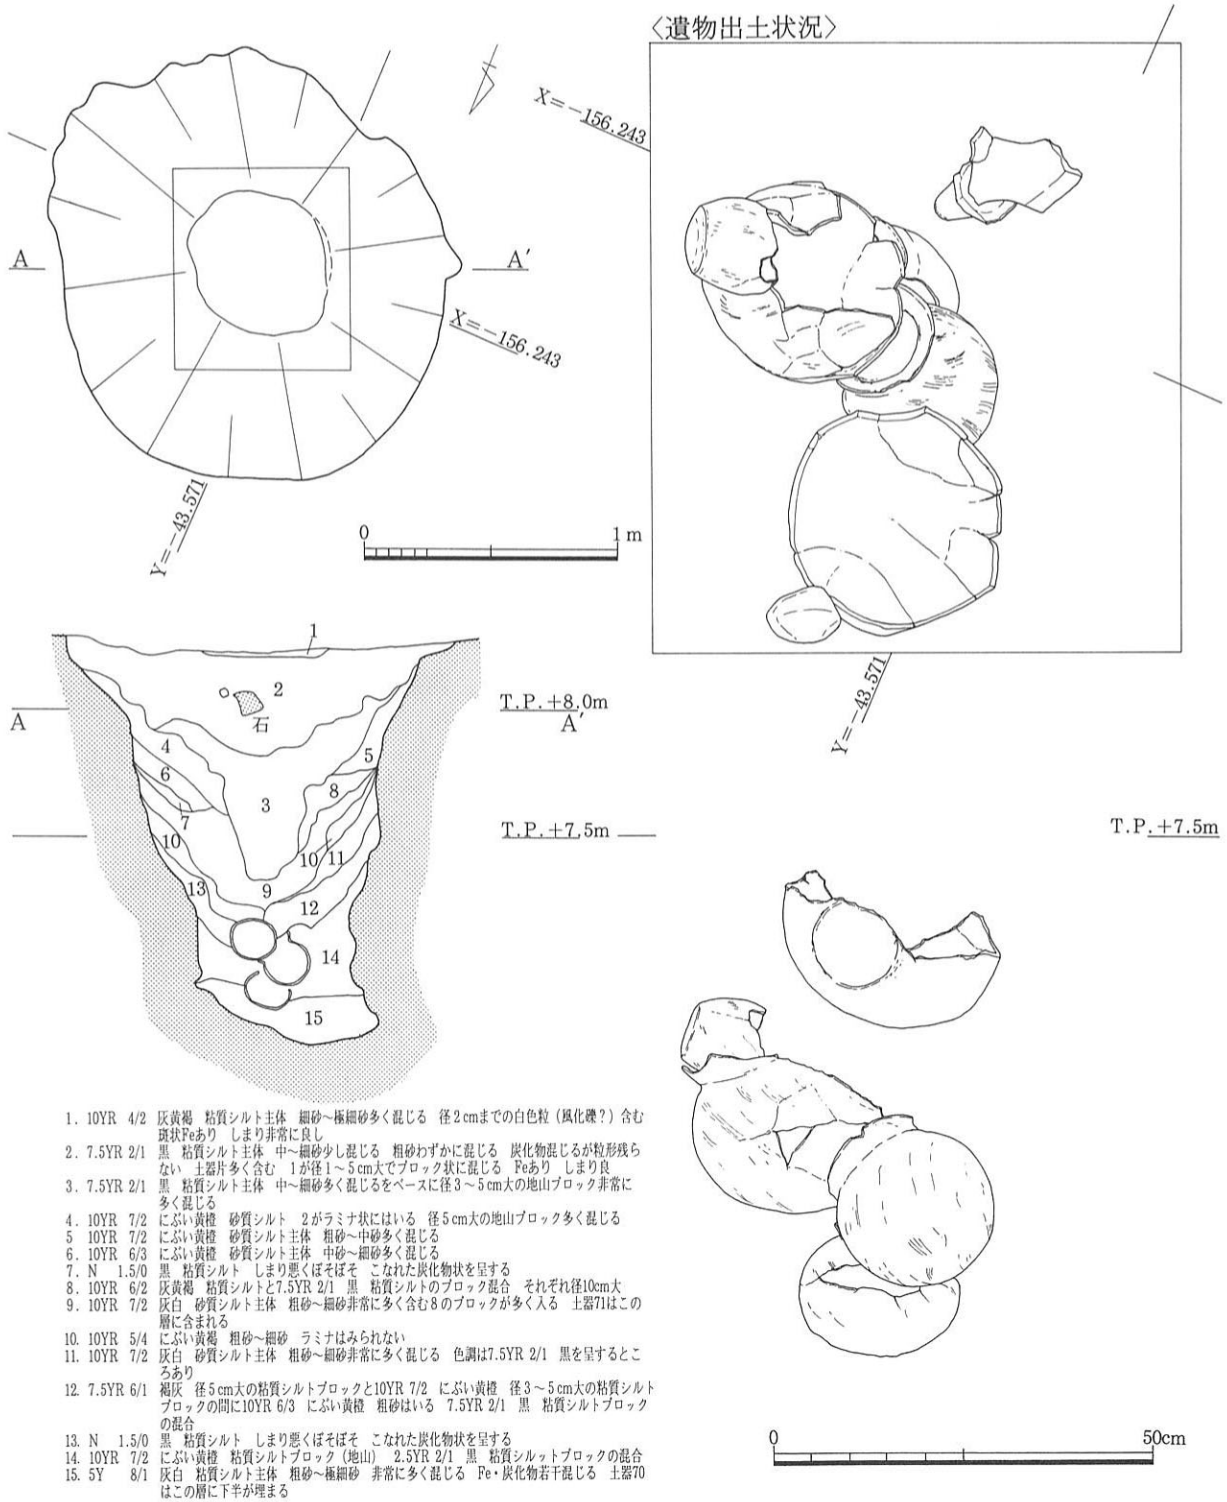 〈遺物出土状況〉
X=-156.243
A
A′
X=-156.243
Y=-43.571
0
1 m
Y=-43.571
1
2
石
T.P.+8.0m
A
A′
4
5
6
8
3
7
T.P.+7.5m
T.P.+7.5m
10
10
11
9
13
12
14
15
1. 10YR 4/2 灰黄褐 粘質シルト主体 細砂～極細砂多く混じる 径2cmまでの白色粒（風化礫？）含む
斑状Feあり しまり非常に良し
2. 7.5YR 2/1 黒 粘質シルト主体 中～細砂少し混じる 粗砂わずかに混じる 炭化物混じるが粒形残ら
ない 土器片多く含む 1が径1～5cm大でブロック状に混じる Feあり しまり良
3. 7.5YR 2/1 黒 粘質シルト主体 中～細砂多く混じるをベースに径3～5cm大の地山ブロック非常に
多く混じる
4. 10YR 7/2 にぶい黄橙 砂質シルト 2がラミナ状にはいる 径5cm大の地山ブロック多く混じる
5 10YR 7/2 にぶい黄橙 砂質シルト主体 粗砂～中砂多く混じる
6. 10YR 6/3 にぶい黄橙 砂質シルト主体 中砂～細砂多く混じる
7. N 1.5/0 黒 粘質シルト しまり悪くぼそぼそ こなれた炭化物状を呈する
8. 10YR 6/2 灰黄褐 粘質シルトと7.5YR 2/1 黒 粘質シルトのブロック混合 それぞれ径10cm大
9. 10YR 7/2 灰白 砂質シルト主体 粗砂～細砂非常に多く含む8のブロックが多く入る 土器71はこの
層に含まれる
10. 10YR 5/4 にぶい黄褐 粗砂～細砂 ラミナはみられない
11. 10YR 7/2 灰白 砂質シルト主体 粗砂～細砂非常に多く混じる 色調は7.5YR 2/1 黒を呈するとこ
ろあり
12. 7.5YR 6/1 褐灰 径5cm大の粘質シルトブロックと10YR 7/2 にぶい黄橙 径3～5cm大の粘質シルト
ブロックの間に10YR 6/3 にぶい黄橙 粗砂はいる 7.5YR 2/1 黒 粘質シルトブロック
の混合
13. N 1.5/0 黒 粘質シルト しまり悪くぼそぼそ こなれた炭化物状を呈する
14. 10YR 7/2 にぶい黄橙 粘質シルトブロック（地山） 2.5YR 2/1 黒 粘質シルットブロックの混合
15. 5Y 8/1 灰白 粘質シルト主体 粗砂～極細砂 非常に多く混じる Fe・炭化物若干混じる 土器70
はこの層に下半が埋まる
0
50cm